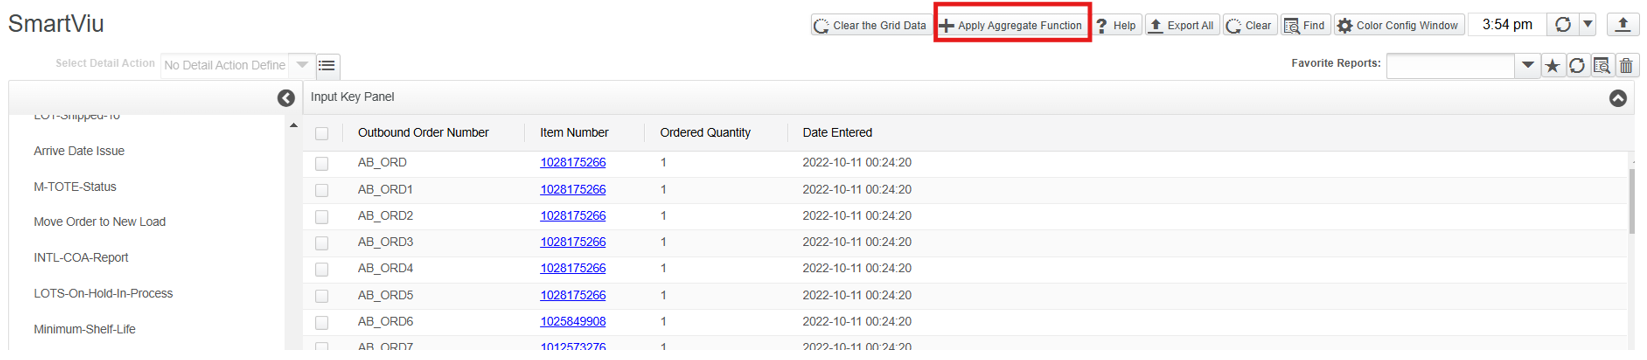 SmartViu
Clear the Grid Data
Apply Aggregate Function
? Help
Export All
Clear
Find
Color Config Window
3:54 pm
Select Detail Action
No Detail Action Define
Favorite Reports:
Input Key Panel
LOT-Shipped-To
Arrive Date Issue
M-TOTE-Status
Move Order to New Load
INTL-COA-Report
LOTS-On-Hold-In-Process
Minimum-Shelf-Life
Outbound Order Number Item Number Ordered Quantity Date Entered
AB_ORD 1028175266 1 2022-10-11 00:24:20
AB_ORD1 1028175266 1 2022-10-11 00:24:20
AB_ORD2 1028175266 1 2022-10-11 00:24:20
AB_ORD3 1028175266 1 2022-10-11 00:24:20
AB_ORD4 1028175266 1 2022-10-11 00:24:20
AB_ORD5 1028175266 1 2022-10-11 00:24:20
AB_ORD6 1025849908 1 2022-10-11 00:24:20
AB_ORD7 1012573276 1 2022-10-11 00:24:20